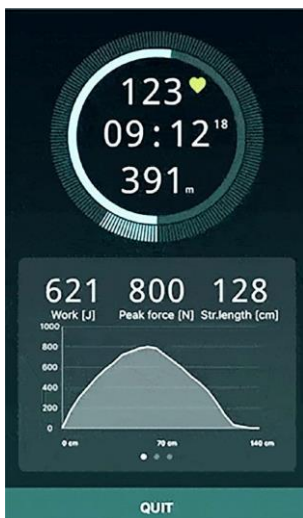 123
09:12 18
391 m
621 800 128
Work [J] Peak force [N] Str.length [cm]
1000
800
600
400
200
0
0 cm 70 cm 140 cm
QUIT